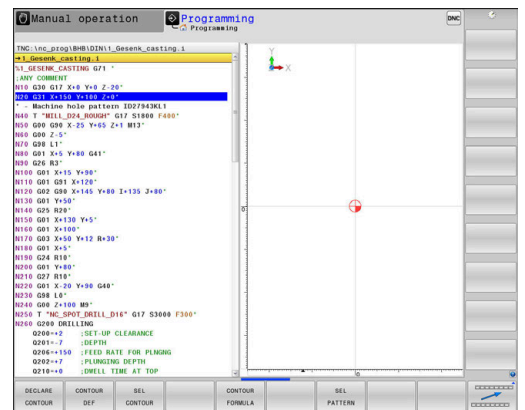 Manual operation
Programming
Programming
DNC
TNC:\nc_prog\BHB\DIN\1_Gesenk_casting.i
→1_Gesenk_casting.i
%1_GESENK_CASTING G71 *
;ANY COMMENT
N10 G30 G17 X+0 Y+0 Z-20*
N20 G31 X+150 Y+100 Z+0*
* - Machine hole pattern ID27943KL1
N40 T "MILL_D24_ROUGH" G17 S1800 F400*
N50 G00 G90 X-25 Y+65 Z+1 M13*
N60 G00 Z-5*
N70 G98 L1*
N80 G01 X+5 Y+80 G41*
N90 G26 R3*
N100 G01 X+15 Y+90*
N110 G01 G91 X+120*
N120 G02 G90 X+145 Y+80 I+135 J+80*
N130 G01 Y+50*
N140 G25 R20*
N150 G01 X+130 Y+5*
N160 G01 X+100*
N170 G03 X+50 Y+12 R+30*
N180 G01 X+5*
N190 G24 R10*
N200 G01 Y+80*
N210 G27 R10*
N220 G01 X-20 Y+90 G40*
N230 G98 L0*
N240 G00 Z+100 M9*
N250 T "NC_SPOT_DRILL_D16" G17 S3000 F300*
N260 G200 DRILLING
Q200=+2 ;SET-UP CLEARANCE
Q201=-7 ;DEPTH
Q206=+150 ;FEED RATE FOR PLNGNG
Q202=+7 ;PLUNGING DEPTH
Q210=+0 ;DWELL TIME AT TOP
Y
X
0
0
DECLARE CONTOUR
CONTOUR DEF
SEL CONTOUR
CONTOUR FORMULA
SEL PATTERN